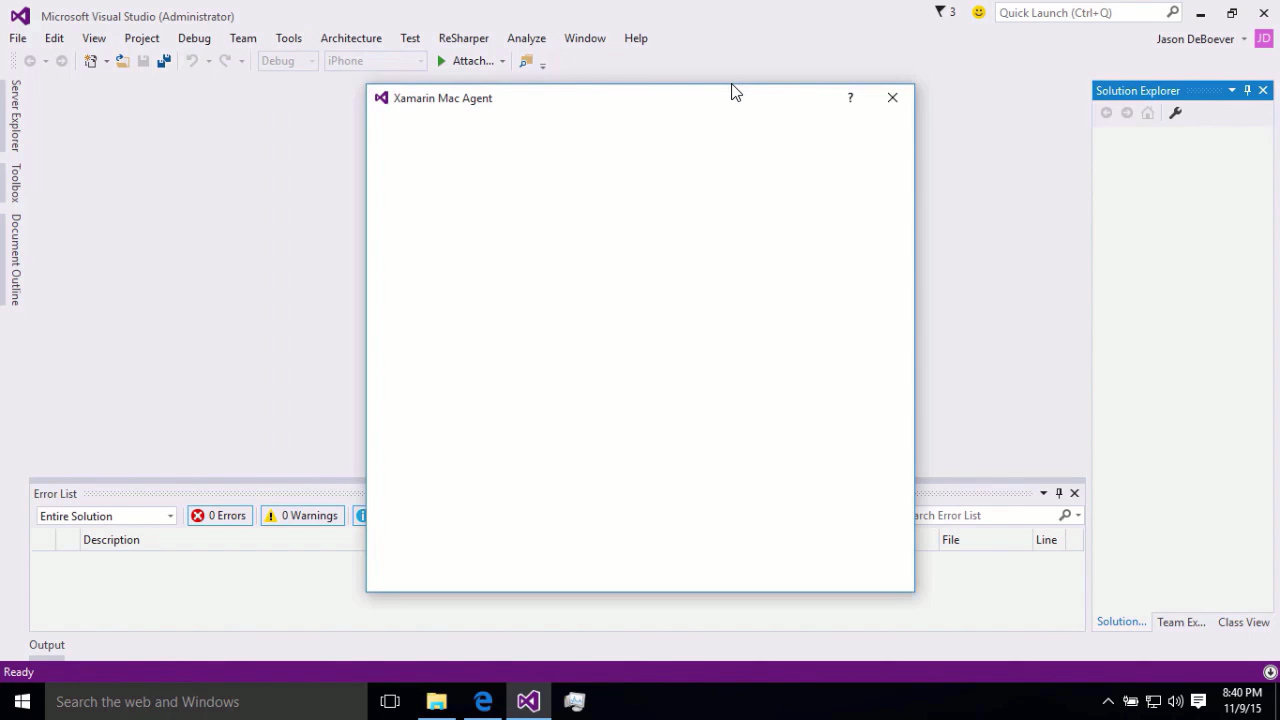 Microsoft Visual Studio (Administrator)
3
Quick Launch (Ctrl+Q)
File Edit View Project Debug Team Tools Architecture Test ReSharper Analyze Window Help
Jason DeBoever
JD
Debug
iPhone
Attach...
Server Explorer
Toolbox
Document Outline
Xamarin Mac Agent
?
Solution Explorer
Error List
Entire Solution
0 Errors
0 Warnings
arch Error List
Description
File
Line
Solution...
Team Ex...
Class View
Output
Ready
Search the web and Windows
8:40 PM
11/9/15